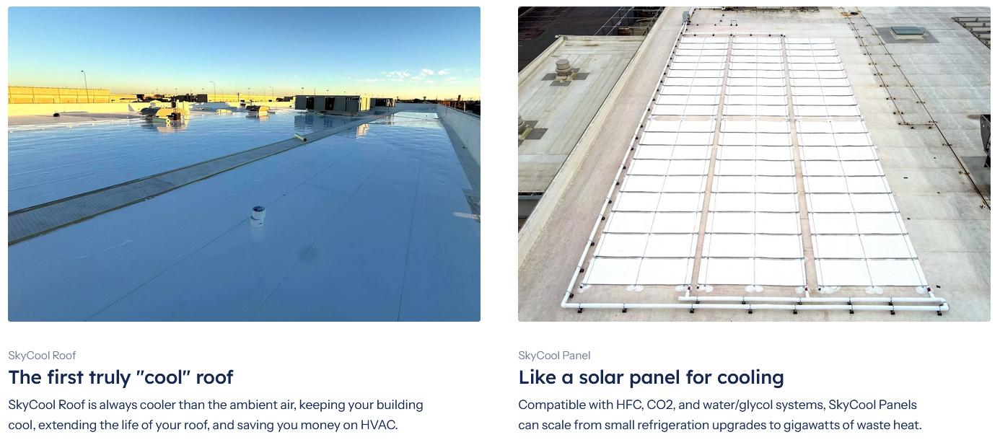 SkyCool Roof
The first truly "cool" roof
SkyCool Roof is always cooler than the ambient air, keeping your building
cool, extending the life of your roof, and saving you money on HVAC.
SkyCool Panel
Like a solar panel for cooling
Compatible with HFC, CO2, and water/glycol systems, SkyCool Panels
can scale from small refrigeration upgrades to gigawatts of waste heat.